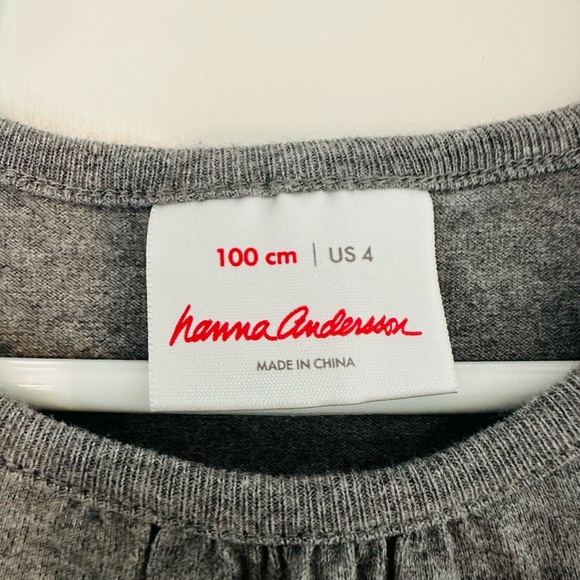 100 cm | US 4
hanna Andersson
MADE IN CHINA